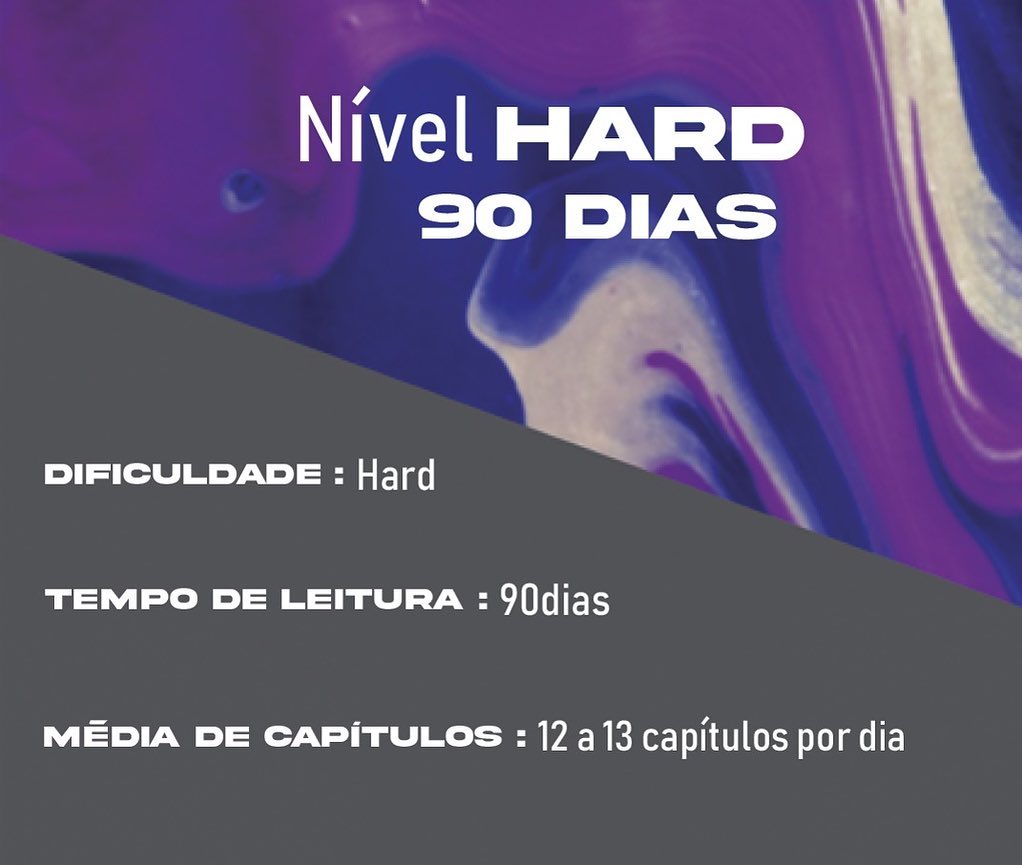 Nível HARD
90 DIAS
DIFICULDADE : Hard
TEMPO DE LEITURA : 90dias
MÉDIA DE CAPÍTULOS : 12 a 13 capítulos por dia